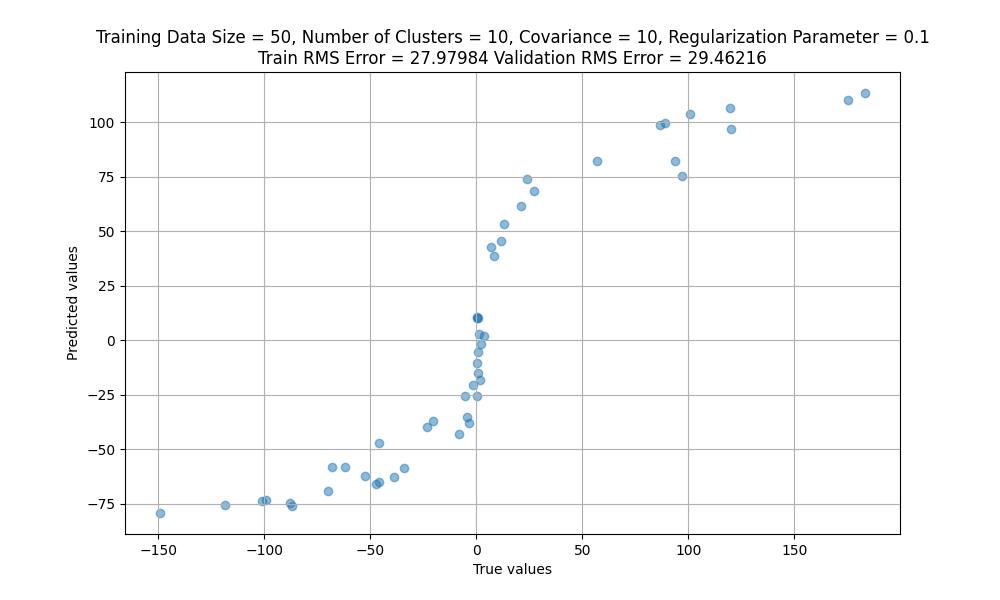 Training Data Size = 50, Number of Clusters = 10, Covariance = 10, Regularization Parameter = 0.1
Train RMS Error = 27.97984 Validation RMS Error = 29.46216
Predicted values
100
75
50
25
0
−25
−50
−75
−150 −100 −50 0 50 100 150
True values